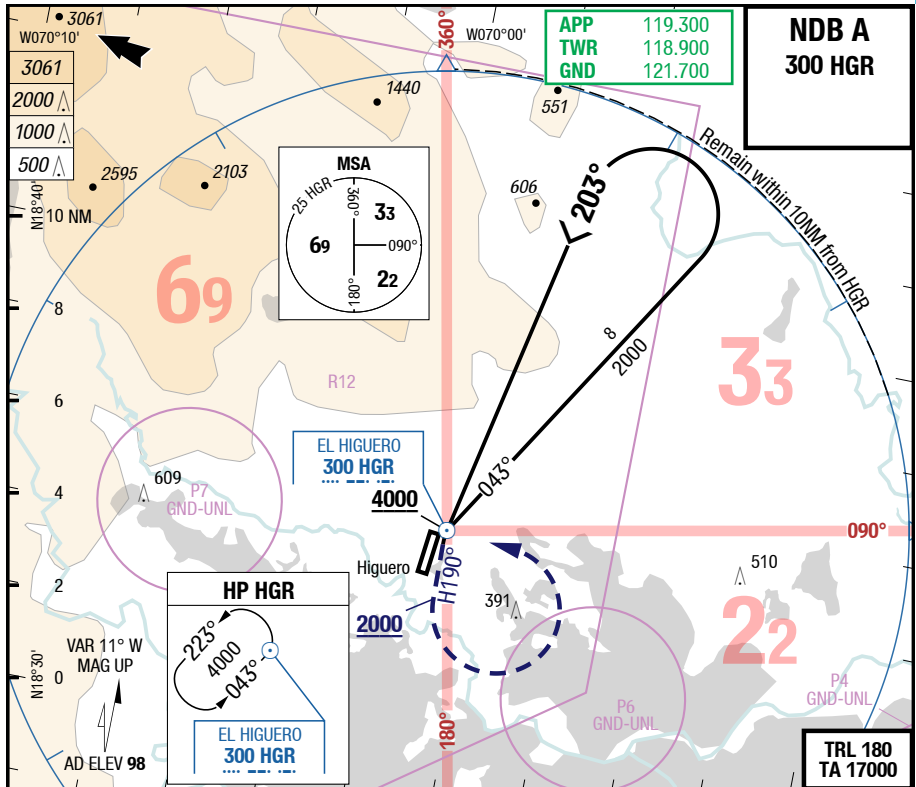 3061
W070°10'
360°
W070°00'
APP 119.300
TWR 118.900
GND 121.700
NDB A
300 HGR
3061
2000
1000
500
1440
551
2595
2103
606
N18°40'
10 NM
MSA
25 HGR
360°
33
69
090°
22
180°
< 203°
Remain within 10NM from HGR
69
8
8
2000
33
R12
6
EL HIGUERO
300 HGR
043°
609
4
P7
GND-UNL
4000
090°
Higuero
H190°
510
2
HP HGR
391
2000
22
223°
4000
043°
VAR 11° W
MAG UP
N18°30'
0
P6
GND-UNL
P4
GND-UNL
180°
EL HIGUERO
300 HGR
AD ELEV 98
TRL 180
TA 17000